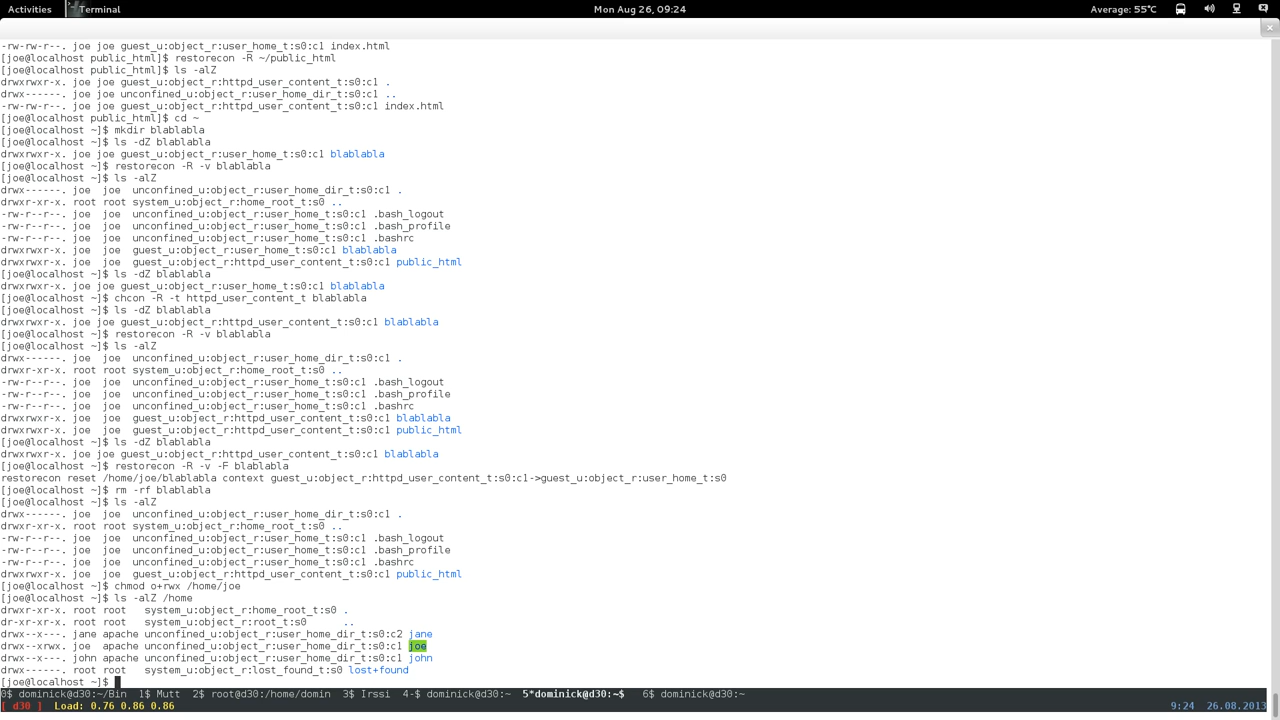 Activities Terminal Mon Aug 26, 09:24 Average: 55°C
-rw-rw-r--. joe joe guest_u:object_r:user_home_t:s0:c1 index.html
[joe@localhost public_html]$ restorecon -R ~/public_html
[joe@localhost public_html]$ ls -alZ
drwxrwxr-x. joe joe guest_u:object_r:httpd_user_content_t:s0:c1 .
drwx------. joe joe unconfined_u:object_r:user_home_dir_t:s0:c1 ..
-rw-rw-r--. joe joe guest_u:object_r:httpd_user_content_t:s0:c1 index.html
[joe@localhost public_html]$ cd ~
[joe@localhost ~]$ mkdir blablabla
[joe@localhost ~]$ ls -dZ blablabla
drwxrwxr-x. joe joe guest_u:object_r:user_home_t:s0:c1 blablabla
[joe@localhost ~]$ restorecon -R -v blablabla
[joe@localhost ~]$ ls -alZ
drwx------. joe  joe  unconfined_u:object_r:user_home_dir_t:s0:c1 .
drwxr-xr-x. root root system_u:object_r:home_root_t:s0 ..
-rw-r--r--. joe  joe  unconfined_u:object_r:user_home_t:s0:c1 .bash_logout
-rw-r--r--. joe  joe  unconfined_u:object_r:user_home_t:s0:c1 .bash_profile
-rw-r--r--. joe  joe  unconfined_u:object_r:user_home_t:s0:c1 .bashrc
drwxrwxr-x. joe  joe  guest_u:object_r:user_home_t:s0:c1 blablabla
drwxrwxr-x. joe  joe  guest_u:object_r:httpd_user_content_t:s0:c1 public_html
[joe@localhost ~]$ ls -dZ blablabla
drwxrwxr-x. joe joe guest_u:object_r:user_home_t:s0:c1 blablabla
[joe@localhost ~]$ chcon -R -t httpd_user_content_t blablabla
[joe@localhost ~]$ ls -dZ blablabla
drwxrwxr-x. joe joe guest_u:object_r:httpd_user_content_t:s0:c1 blablabla
[joe@localhost ~]$ restorecon -R -v blablabla
[joe@localhost ~]$ ls -alZ
drwx------. joe  joe  unconfined_u:object_r:user_home_dir_t:s0:c1 .
drwxr-xr-x. root root system_u:object_r:home_root_t:s0 ..
-rw-r--r--. joe  joe  unconfined_u:object_r:user_home_t:s0:c1 .bash_logout
-rw-r--r--. joe  joe  unconfined_u:object_r:user_home_t:s0:c1 .bash_profile
-rw-r--r--. joe  joe  unconfined_u:object_r:user_home_t:s0:c1 .bashrc
drwxrwxr-x. joe  joe  guest_u:object_r:httpd_user_content_t:s0:c1 blablabla
drwxrwxr-x. joe  joe  guest_u:object_r:httpd_user_content_t:s0:c1 public_html
[joe@localhost ~]$ ls -dZ blablabla
drwxrwxr-x. joe joe guest_u:object_r:httpd_user_content_t:s0:c1 blablabla
[joe@localhost ~]$ restorecon -R -v -F blablabla
restorecon reset /home/joe/blablabla context guest_u:object_r:httpd_user_content_t:s0:c1->guest_u:object_r:user_home_t:s0
[joe@localhost ~]$ rm -rf blablabla
[joe@localhost ~]$ ls -alZ
drwx------. joe  joe  unconfined_u:object_r:user_home_dir_t:s0:c1 .
drwxr-xr-x. root root system_u:object_r:home_root_t:s0 ..
-rw-r--r--. joe  joe  unconfined_u:object_r:user_home_t:s0:c1 .bash_logout
-rw-r--r--. joe  joe  unconfined_u:object_r:user_home_t:s0:c1 .bash_profile
-rw-r--r--. joe  joe  unconfined_u:object_r:user_home_t:s0:c1 .bashrc
drwxrwxr-x. joe  joe  guest_u:object_r:httpd_user_content_t:s0:c1 public_html
[joe@localhost ~]$ chmod o+rwx /home/joe
[joe@localhost ~]$ ls -alZ /home
drwxr-xr-x. root root   system_u:object_r:home_root_t:s0 .
dr-xr-xr-x. root root   system_u:object_r:root_t:s0      ..
drwx--x---. jane apache unconfined_u:object_r:user_home_dir_t:s0:c2 jane
drwx--xrwx. joe  apache unconfined_u:object_r:user_home_dir_t:s0:c1 joe
drwx--x---. john apache unconfined_u:object_r:user_home_dir_t:s0:c1 john
drwx------. root root   system_u:object_r:lost_found_t:s0 lost+found
[joe@localhost ~]$
0$ dominick@d30:~/Bin  1$ Mutt  2$ root@d30:/home/domin  3$ Irssi  4-$ dominick@d30:~  5*dominick@d30:~$   6$ dominick@d30:~
[ d30 ]  Load: 0.76 0.86 0.86 9:24  26.08.2013